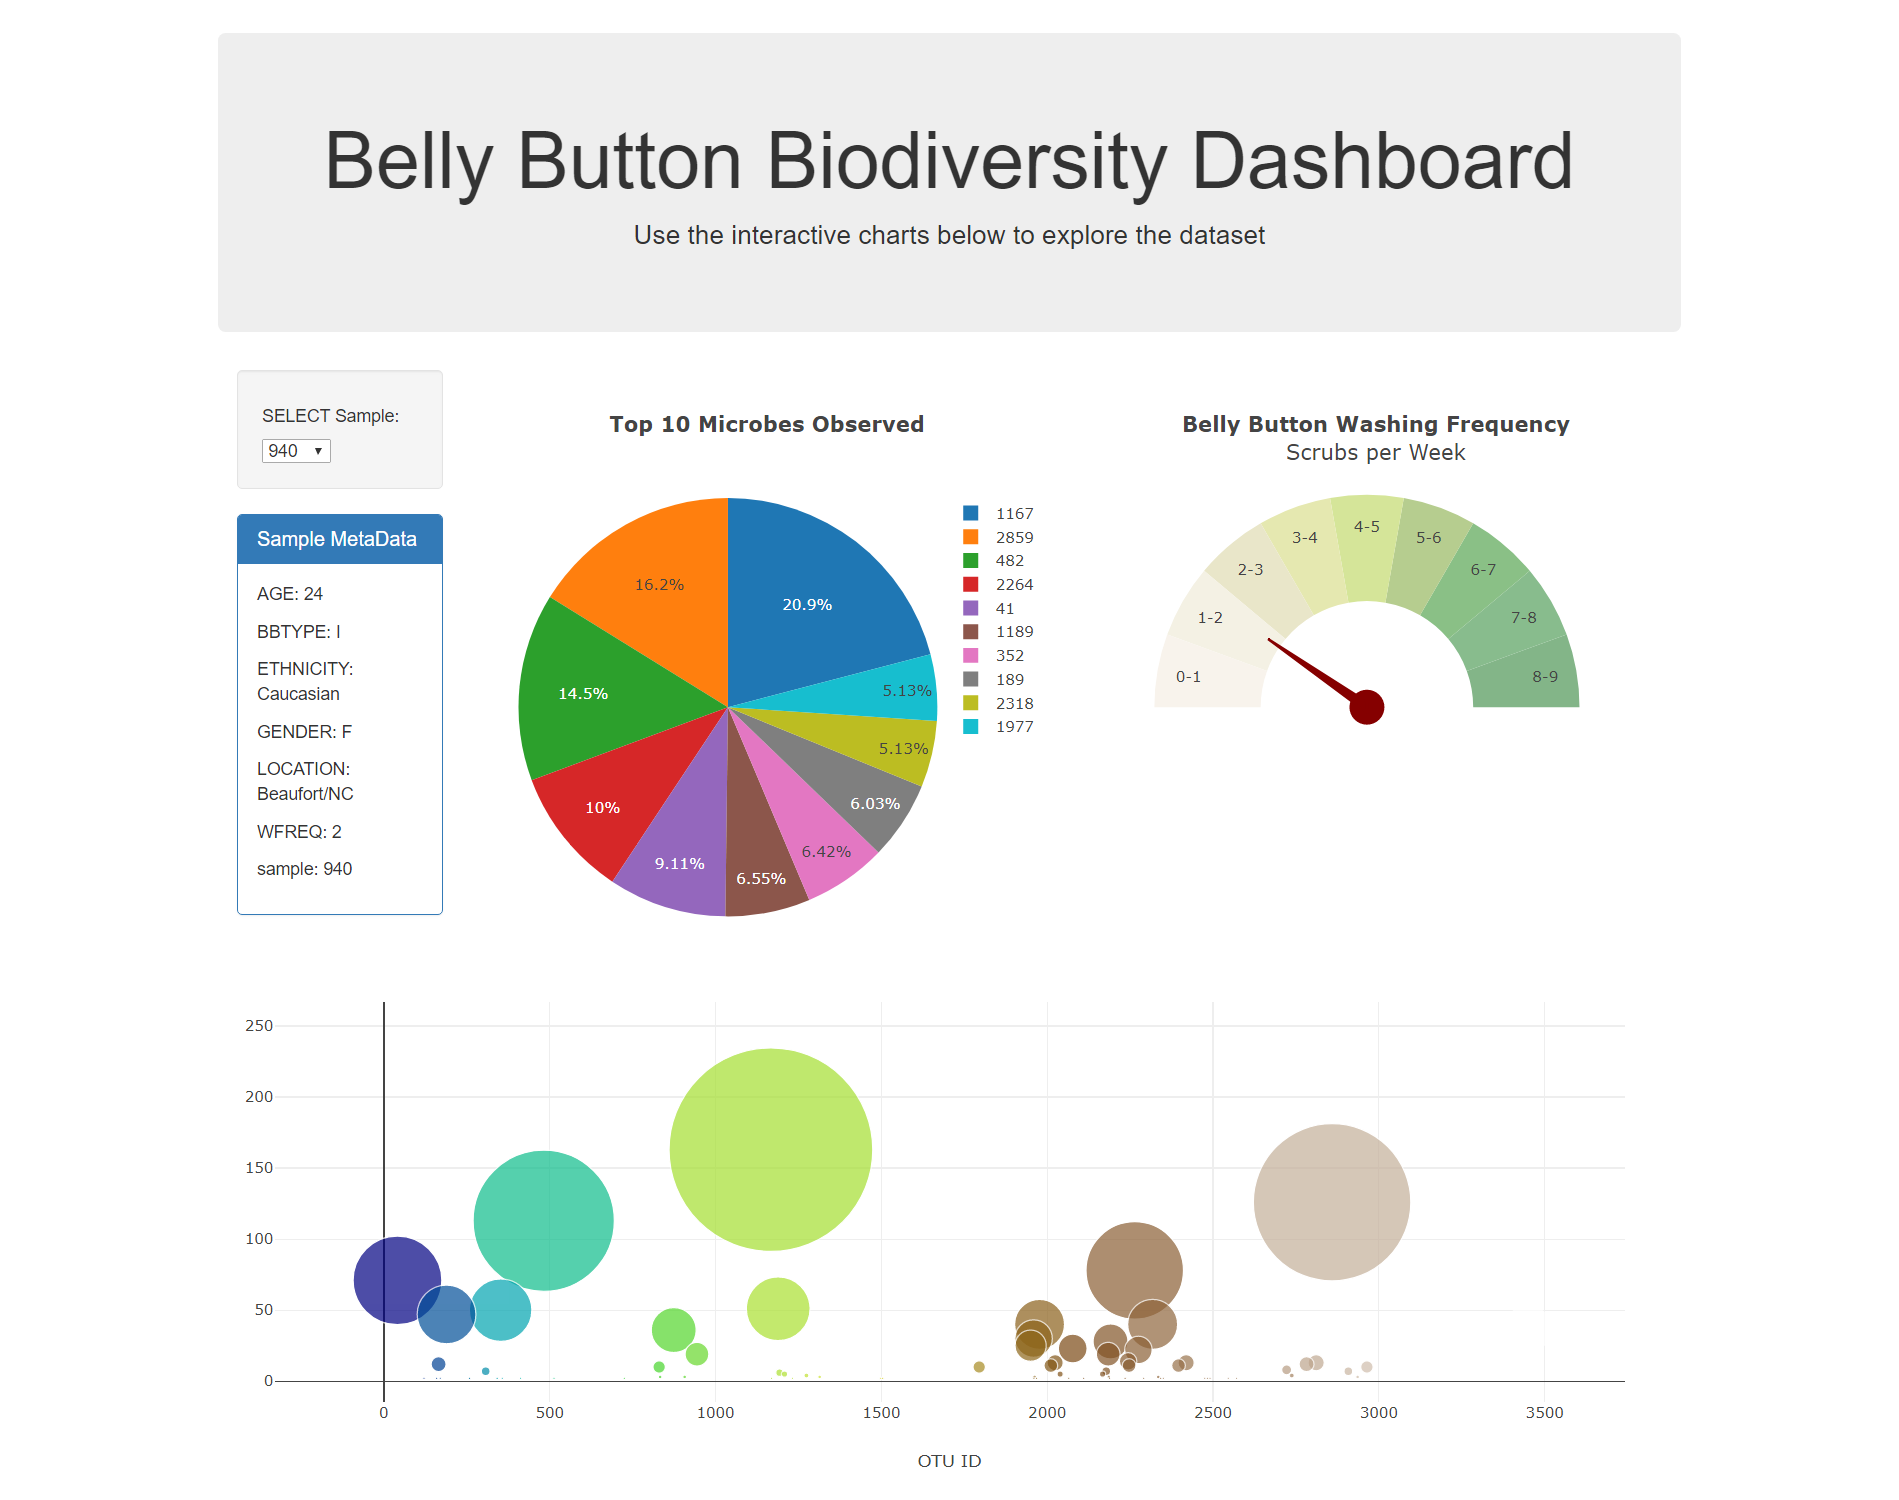 Belly Button Biodiversity Dashboard
Use the interactive charts below to explore the dataset
SELECT Sample:
940
Sample MetaData
AGE: 24
BBTYPE: I
ETHNICITY:
Caucasian
GENDER: F
LOCATION:
Beaufort/NC
WFREQ: 2
sample: 940
Top 10 Microbes Observed
20.9%
16.2%
14.5%
10%
9.11%
6.55%
6.42%
6.03%
5.13%
5.13%
1167
2859
482
2264
41
1189
352
189
2318
1977
Belly Button Washing Frequency
Scrubs per Week
0-1
1-2
2-3
3-4
4-5
5-6
6-7
7-8
8-9
250
200
150
100
50
0
0
500
1000
1500
2000
2500
3000
3500
OTU ID